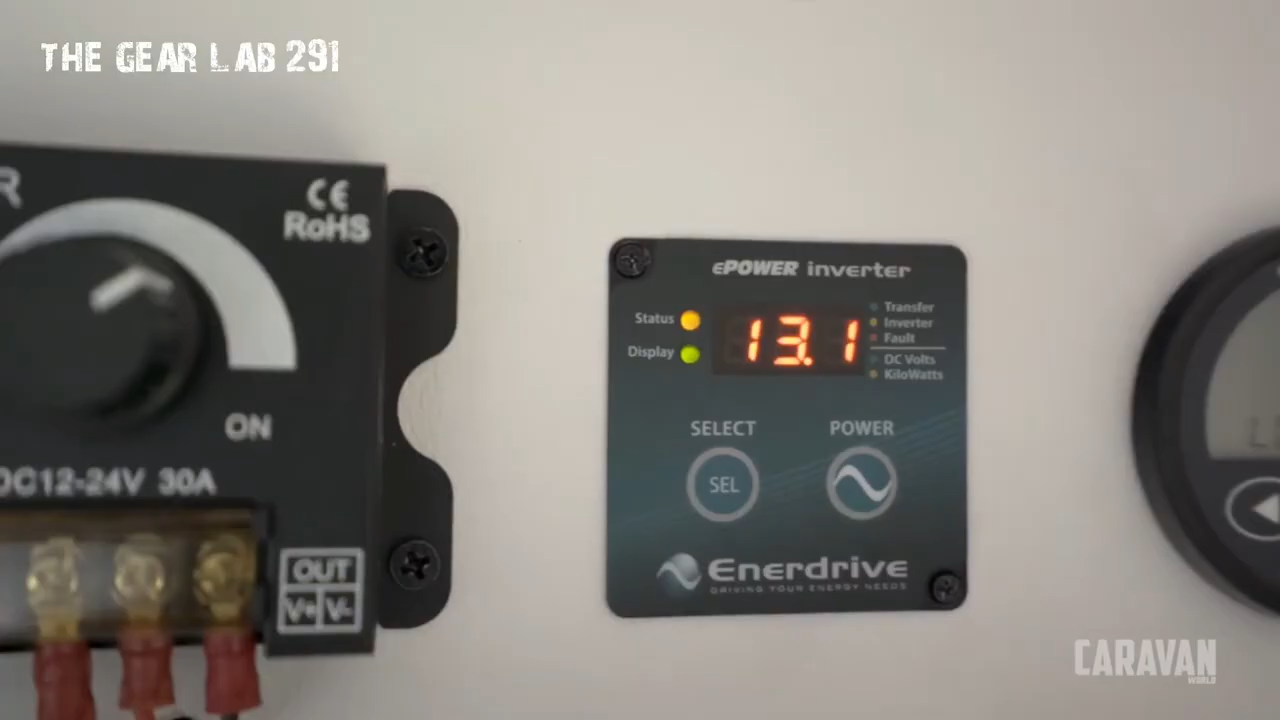 THE GEAR LAB 291
R
CE
RoHS
ON
DC12-24V 30A
OUT
V+ V-
ePOWER inverter
Status
Display
13.1
Transfer
Inverter
Fault
DC Volts
KiloWatts
SELECT
POWER
SEL
Enerdrive
DRIVING YOUR ENERGY NEEDS
CARAVAN
WORLD